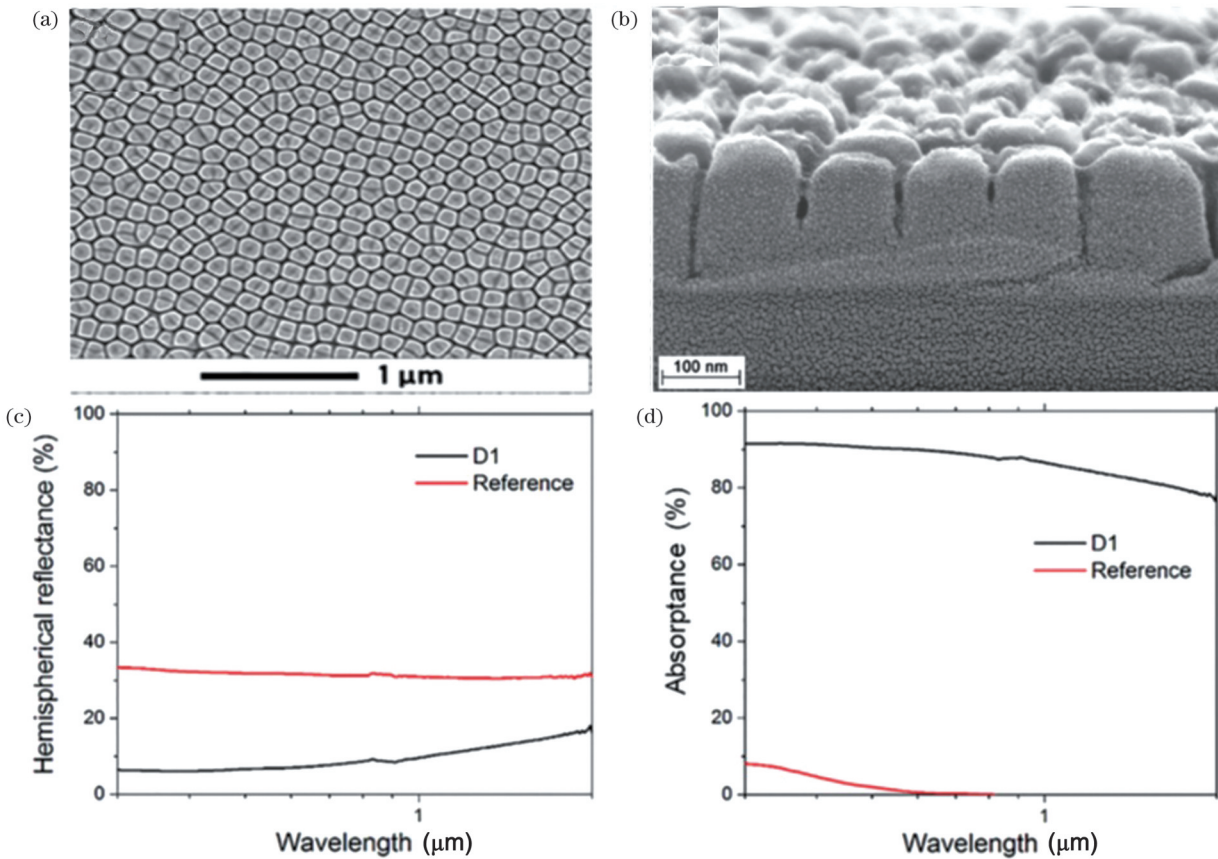 (a)
1 μm
(b)
100 nm
(c)
Hemispherical reflectance (%)
100
80
60
40
20
0
D1
Reference
1
Wavelength (μm)
(d)
Absorptance (%)
100
80
60
40
20
0
D1
Reference
1
Wavelength (μm)